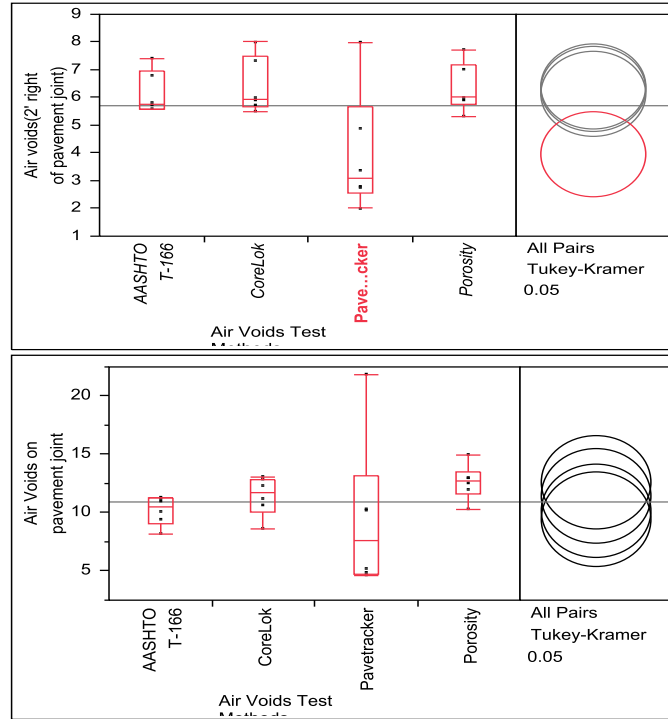 9
8
7
6
5
4
3
2
1
Air voids(2' right
of pavement joint)
AASHTO
T-166
CoreLok
Pave...cker
Porosity
All Pairs
Tukey-Kramer
0.05
Air Voids Test
Methods
20
15
10
5
Air Voids on
pavement joint
AASHTO
T-166
CoreLok
Pavetracker
Porosity
All Pairs
Tukey-Kramer
0.05
Air Voids Test
Methods